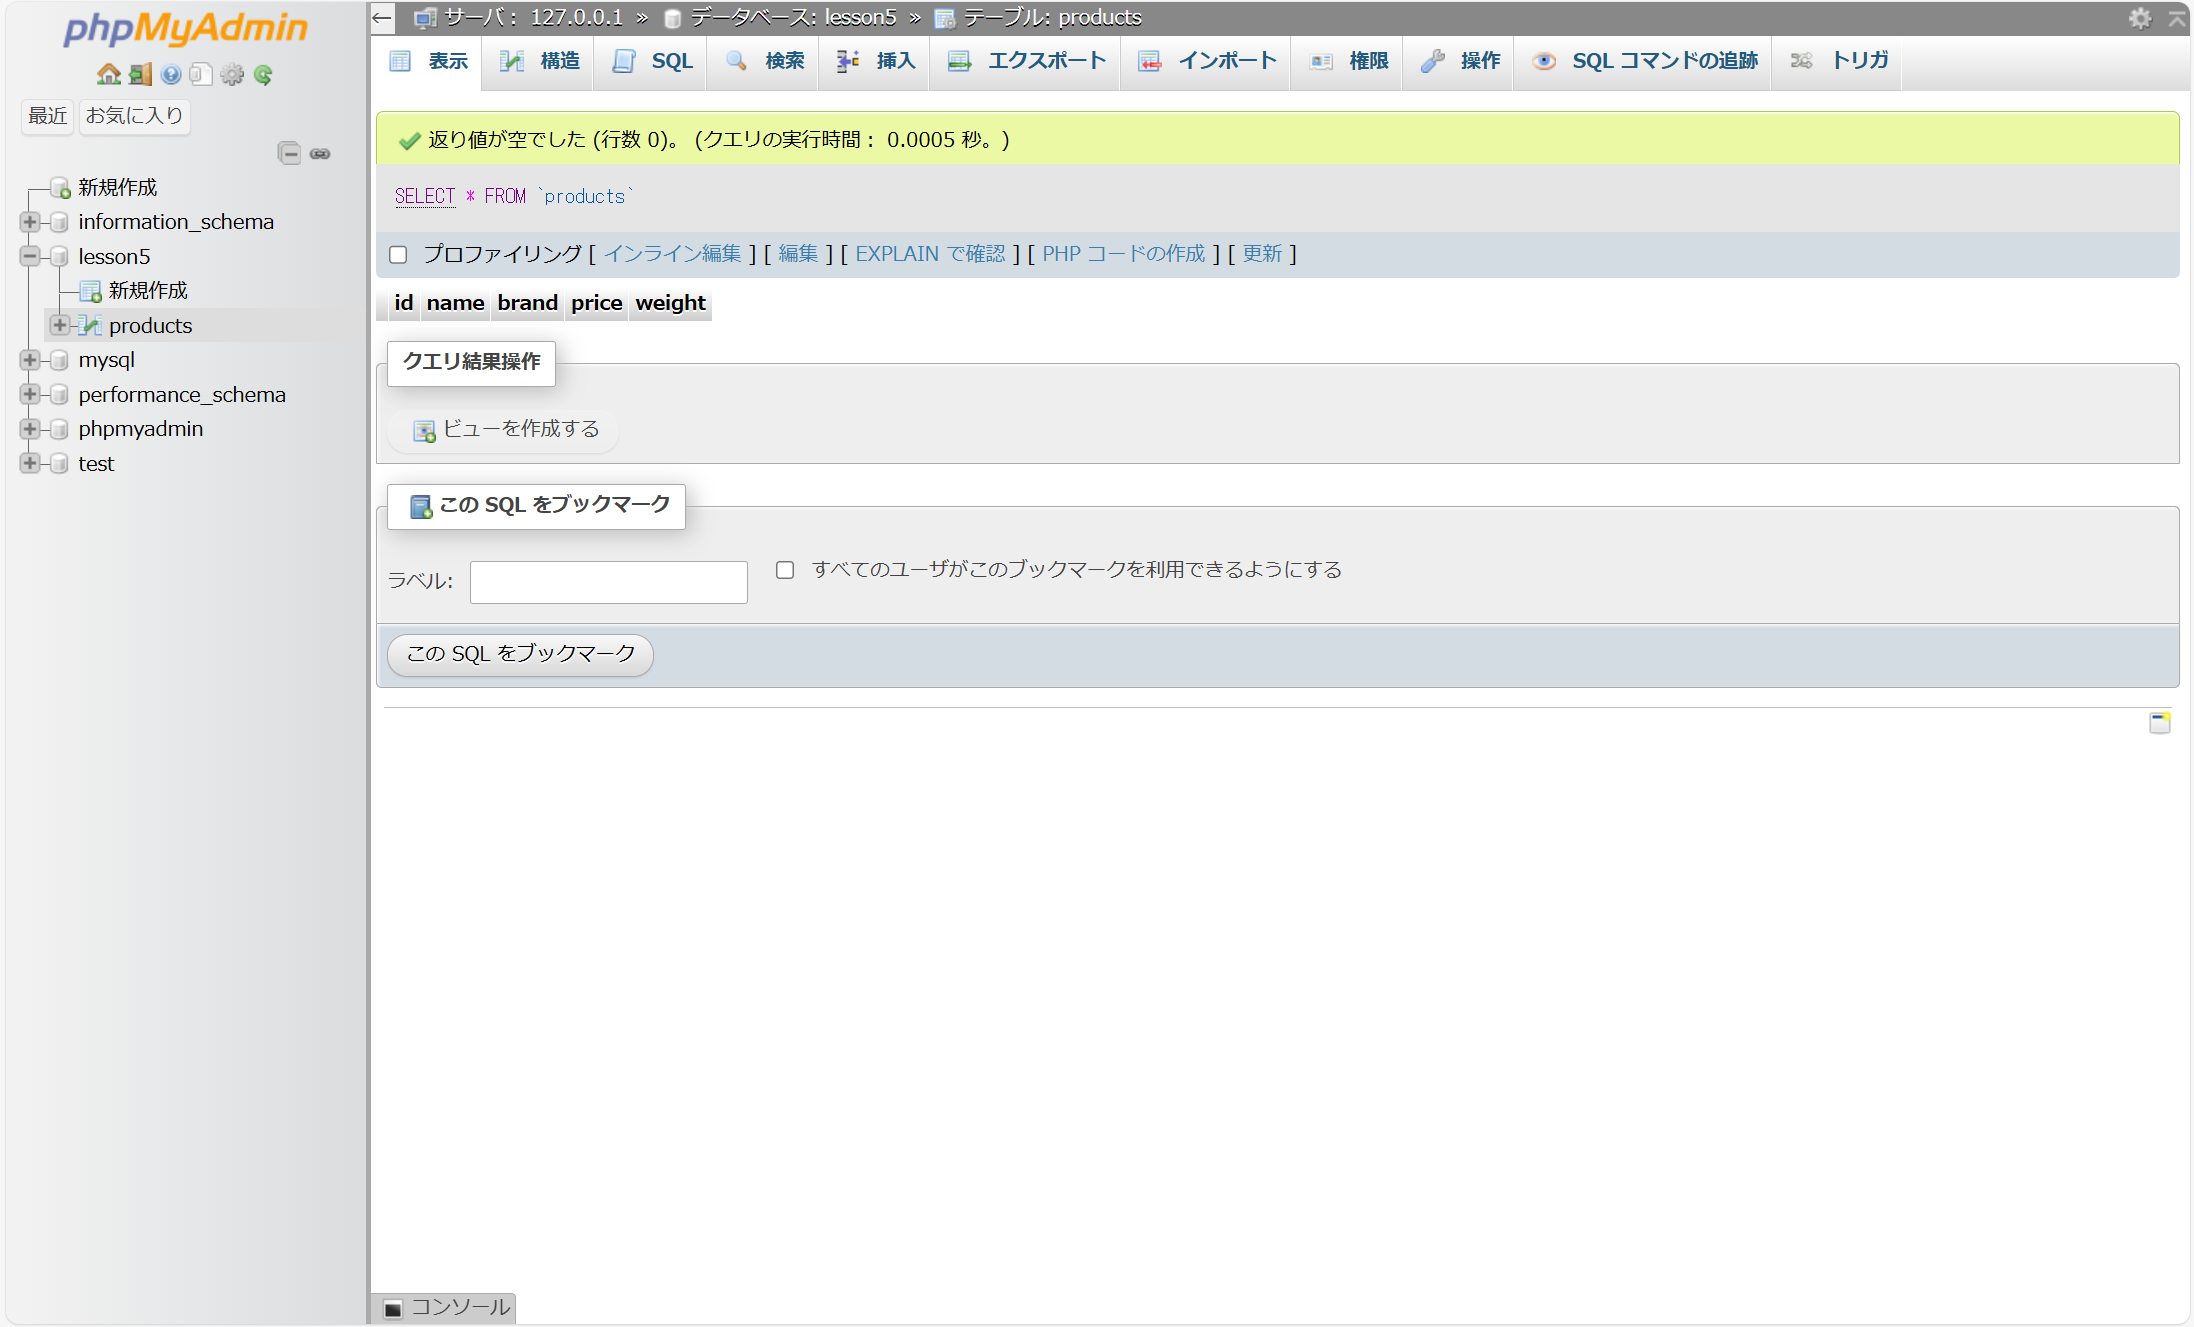 phpMyAdmin
最近 お気に入り
新規作成
information_schema
lesson5
新規作成
products
mysql
performance_schema
phpmyadmin
test
サーバ： 127.0.0.1 » データベース: lesson5 » テーブル: products
表示 構造 SQL 検索 挿入 エクスポート インポート 権限 操作 SQL コマンドの追跡 トリガ
返り値が空でした (行数 0)。 (クエリの実行時間： 0.0005 秒。)
SELECT * FROM `products`
プロファイリング [ インライン編集 ] [ 編集 ] [ EXPLAIN で確認 ] [ PHP コードの作成 ] [ 更新 ]
id name brand price weight
クエリ結果操作
ビューを作成する
この SQL をブックマーク
ラベル: すべてのユーザがこのブックマークを利用できるようにする
この SQL をブックマーク
コンソール